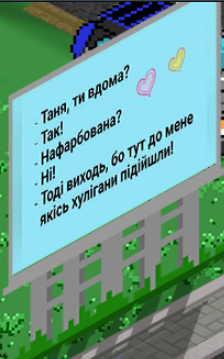 - Таня, ти вдома?
- Так!
- Нафарбована?
- Ні!
- Тоді виходь, бо тут до мене
якісь хулігани підійшли!